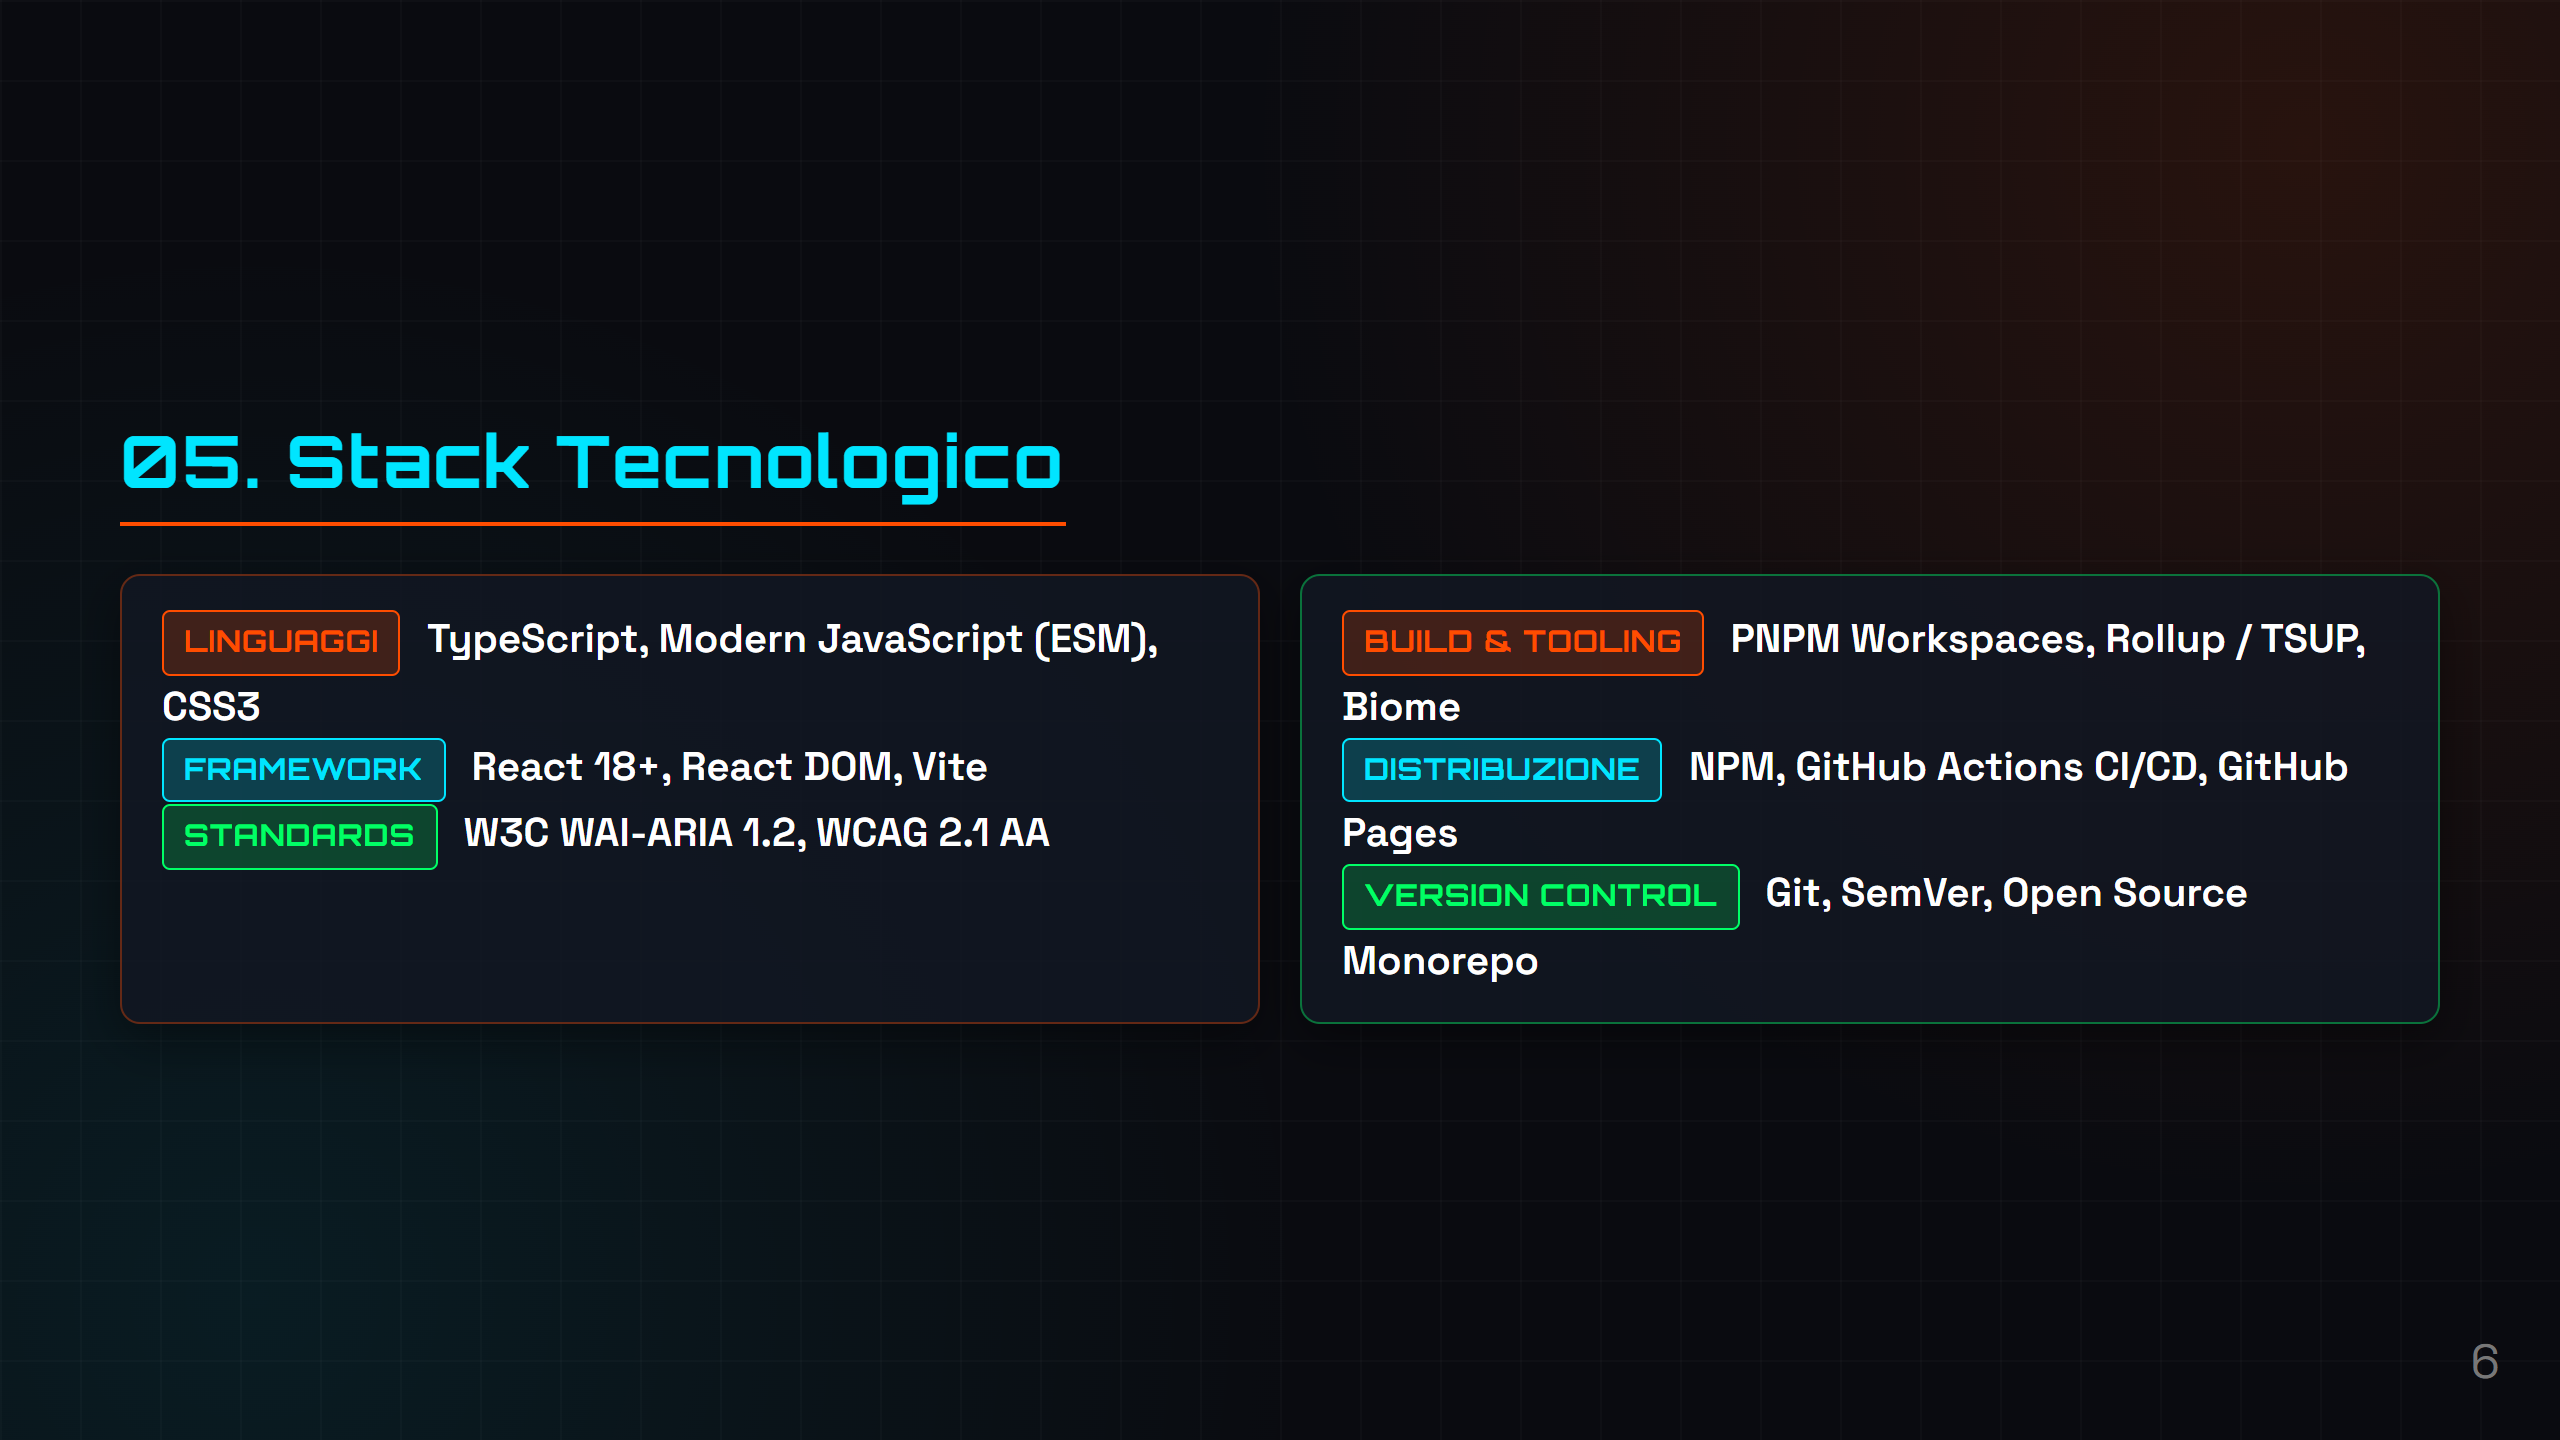 05. Stack Tecnologico
LINGUAGGI TypeScript, Modern JavaScript (ESM),
CSS3
FRAMEWORK React 18+, React DOM, Vite
STANDARDS W3C WAI-ARIA 1.2, WCAG 2.1 AA
BUILD & TOOLING PNPM Workspaces, Rollup / TSUP,
Biome
DISTRIBUZIONE NPM, GitHub Actions CI/CD, GitHub
Pages
VERSION CONTROL Git, SemVer, Open Source
Monorepo
6